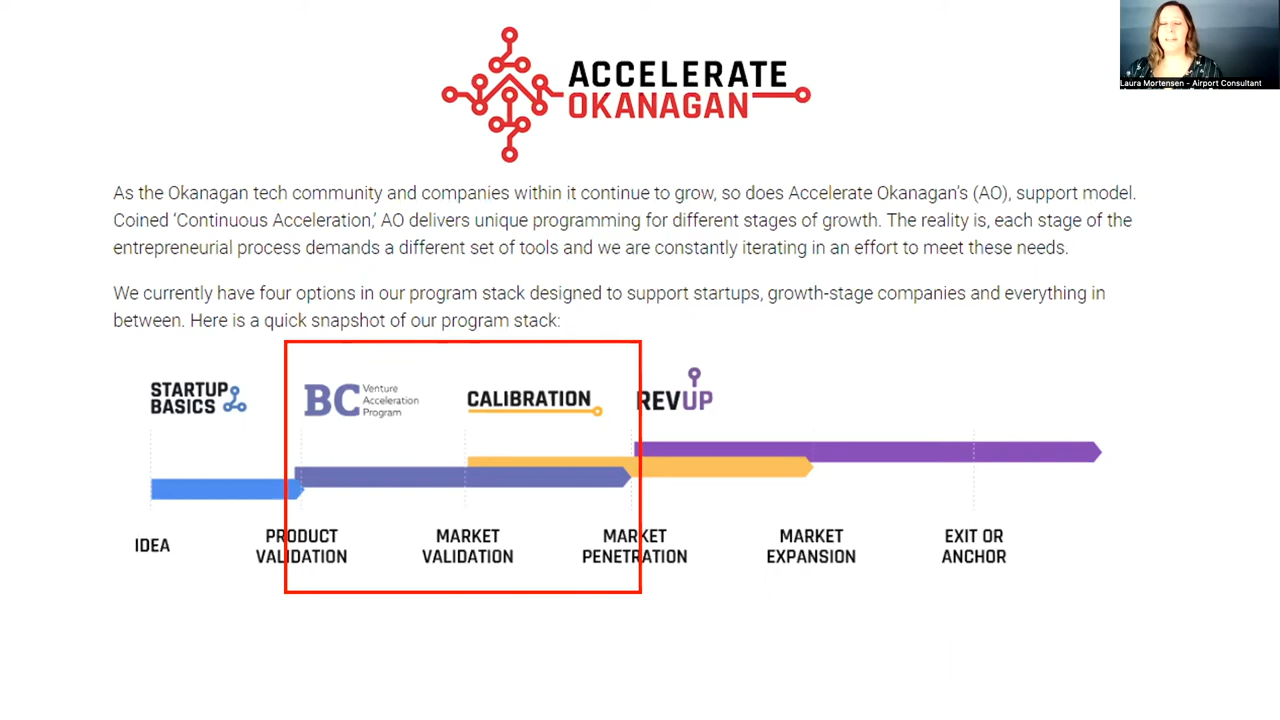 Laura Mortensen - Airport Consultant
ACCELERATE
OKANAGAN
As the Okanagan tech community and companies within it continue to grow, so does Accelerate Okanagan's (AO), support model.
Coined 'Continuous Acceleration,' AO delivers unique programming for different stages of growth. The reality is, each stage of the
entrepreneurial process demands a different set of tools and we are constantly iterating in an effort to meet these needs.
We currently have four options in our program stack designed to support startups, growth-stage companies and everything in
between. Here is a quick snapshot of our program stack:
STARTUP
BASICS
BC
Venture
Acceleration
Program
CALIBRATION
REVUP
IDEA
PRODUCT
VALIDATION
MARKET
VALIDATION
MARKET
PENETRATION
MARKET
EXPANSION
EXIT OR
ANCHOR